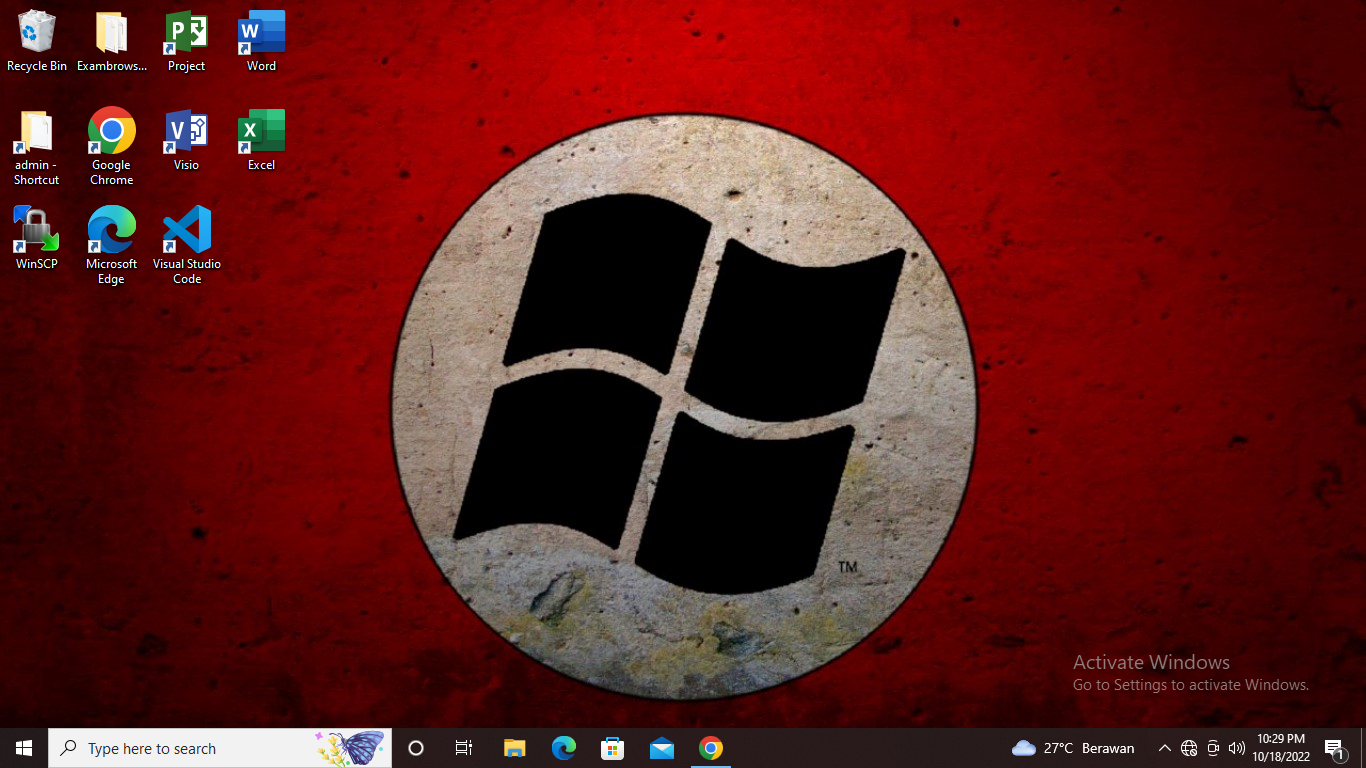 Recycle Bin
Exambrows...
Project
Word
admin -
Shortcut
Google
Chrome
Visio
Excel
WinSCP
Microsoft
Edge
Visual Studio
Code
TM
Activate Windows
Go to Settings to activate Windows.
Type here to search
27°C Berawan
10:29 PM
10/18/2022
1